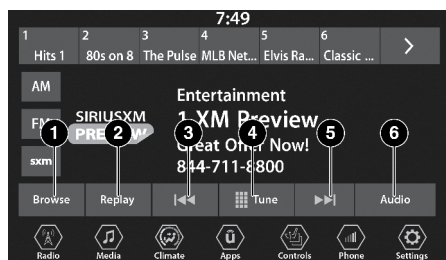 7:49
1 2 3 4 5 6
Hits 1 80s on 8 The Pulse MLB Net... Elvis Ra... Classic ...
AM
Entertainment
FM
SIRIUSXM
1 XM Preview
PREVIEW
Great Offer Now!
sxm
844-711-8800
1 2 3 4 5 6
Browse Replay Tune Audio
Radio Media Climate Apps Controls Phone Settings